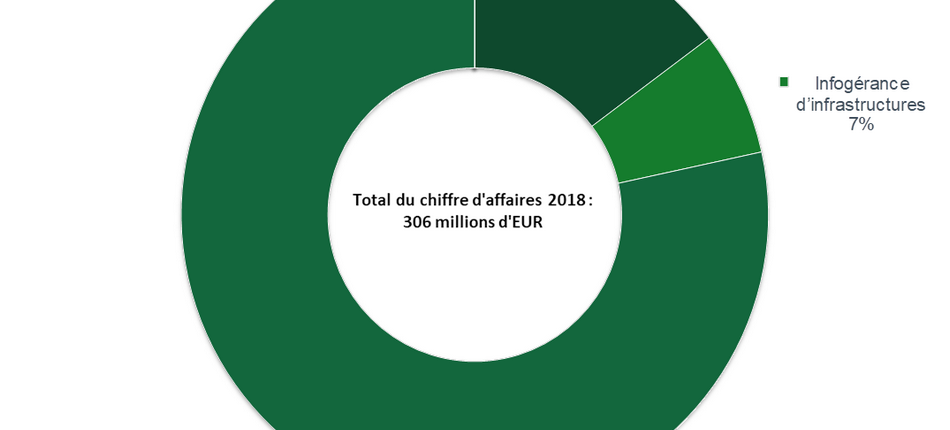 Infogérance
d’infrastructures
7%
Total du chiffre d'affaires 2018 :
306 millions d'EUR